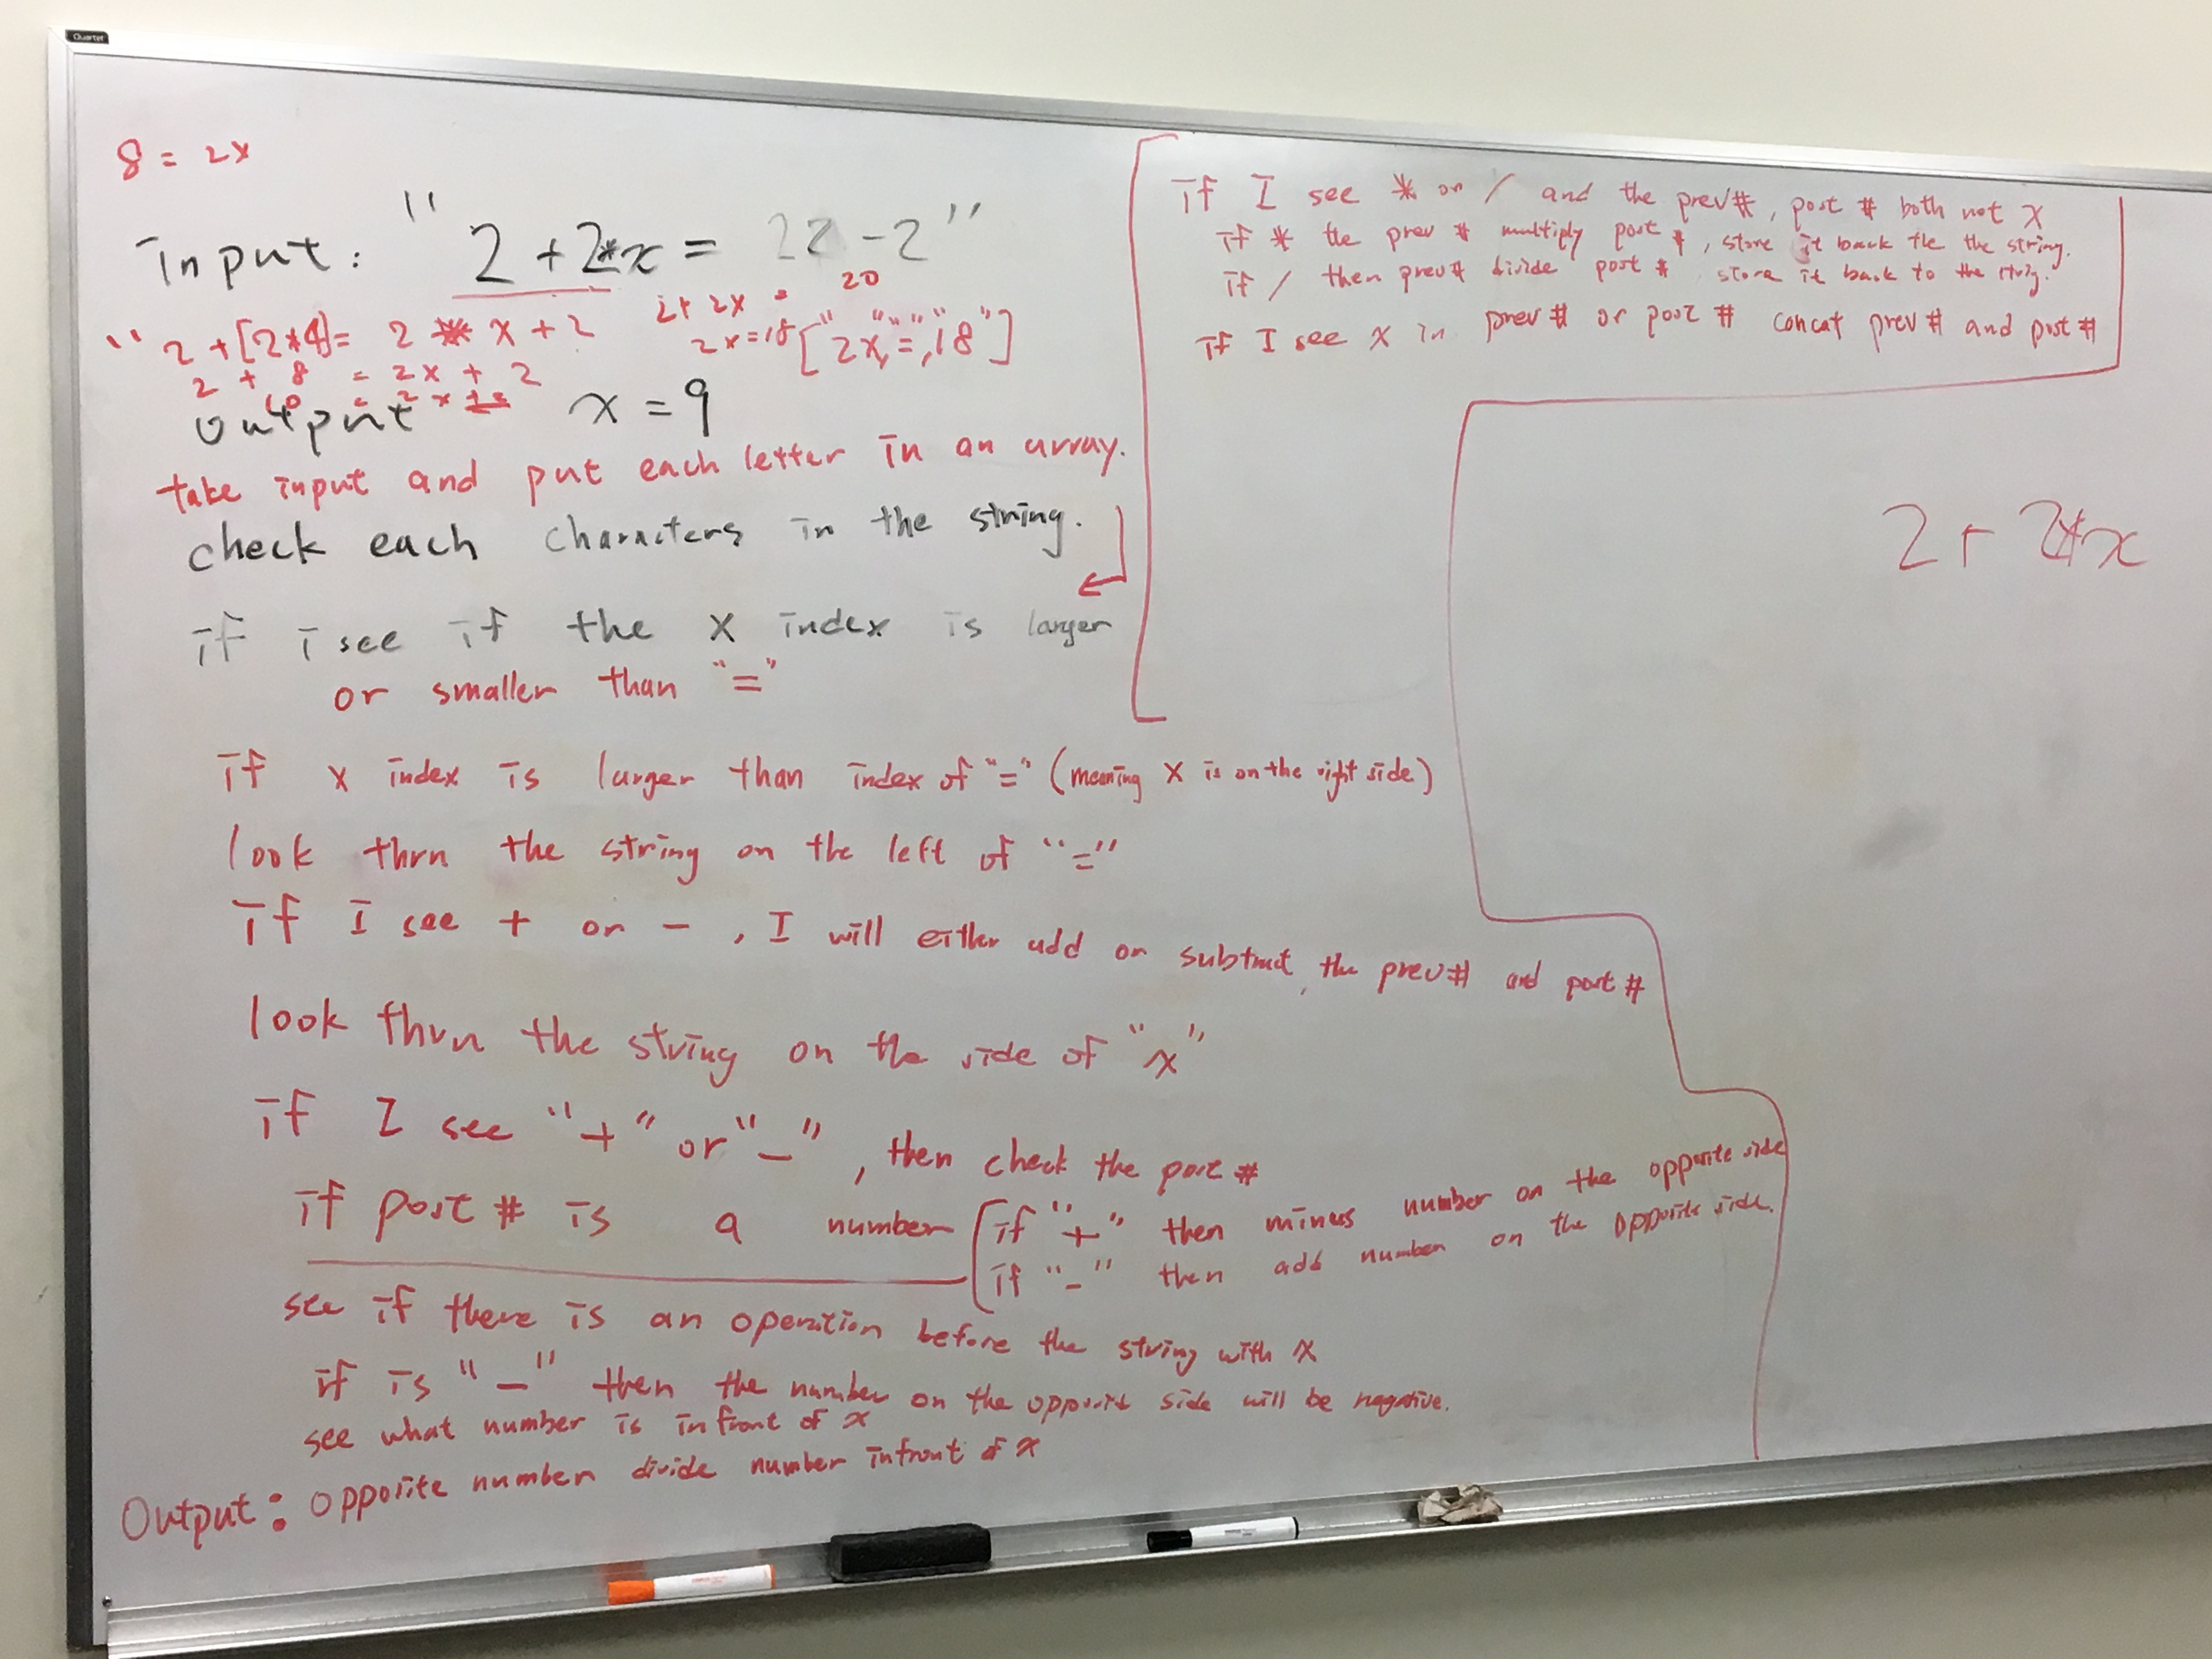 Quartet
8 = 2x
input: " 2 + 2*x = 22 - 2 "
20
" 2 + [2*4] = 2 * x + 2
2 + 2x = 20
2x = 18 ["2x","=","18"]
2 + 8 = 2x + 2
10 = 2x + 2
output x = 9
take input and put each letter in an array.
check each characters in the string.
if i see if the x index is larger
or smaller than "="
if x index is larger than index of "=" (meaning x is on the right side)
look thru the string on the left of "="
if I see + or - , I will either add or subtract, the prev# and post #
look thru the string on the side of "x"
if I see "+" or "-", then check the post #
if post # is a number
if "+" then minus number on the opposite side
if "-" then add number on the opposite side.
see if there is an operation before the string with x
if is "-" then the number on the opposite side will be negative.
see what number is infront of x
Output: opposite number divide number infront of x
if I see * or / and the prev#, post # both not x
if * the prev # multiply post #, store it back the the string.
if / then prev# divide post # store it back to the string.
if I see x in prev# or post # concat prev# and post #
2 + 2*x